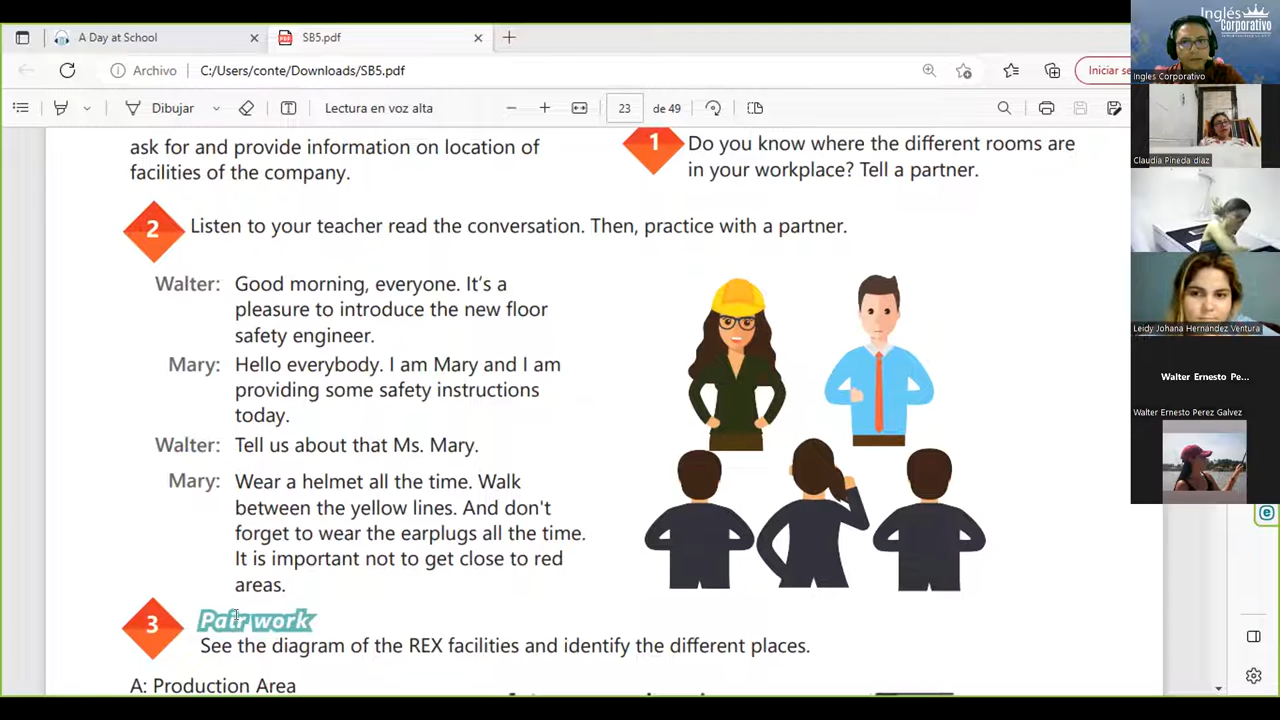 A Day at School
SB5.pdf
Archivo
C:/Users/conte/Downloads/SB5.pdf
Iniciar se
Dibujar
Lectura en voz alta
23
de 49
ask for and provide information on location of
facilities of the company.
1
Do you know where the different rooms are
in your workplace? Tell a partner.
2
Listen to your teacher read the conversation. Then, practice with a partner.
Walter: Good morning, everyone. It's a
pleasure to introduce the new floor
safety engineer.
Mary: Hello everybody. I am Mary and I am
providing some safety instructions
today.
Walter: Tell us about that Ms. Mary.
Mary: Wear a helmet all the time. Walk
between the yellow lines. And don't
forget to wear the earplugs all the time.
It is important not to get close to red
areas.
3
Pair work
See the diagram of the REX facilities and identify the different places.
A: Production Area
Inglés
Corporativo
Ingles Corporativo
Claudia Pineda diaz
Leidy Johana Hernandez Ventura
Walter Ernesto Pe...
Walter Ernesto Perez Galvez